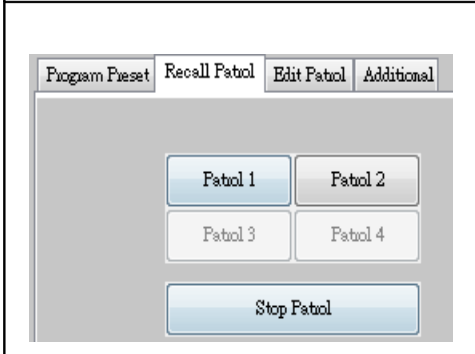 Program Preset Recall Patrol Edit Patrol Additional
Patrol 1 Patrol 2
Patrol 3 Patrol 4
Stop Patrol